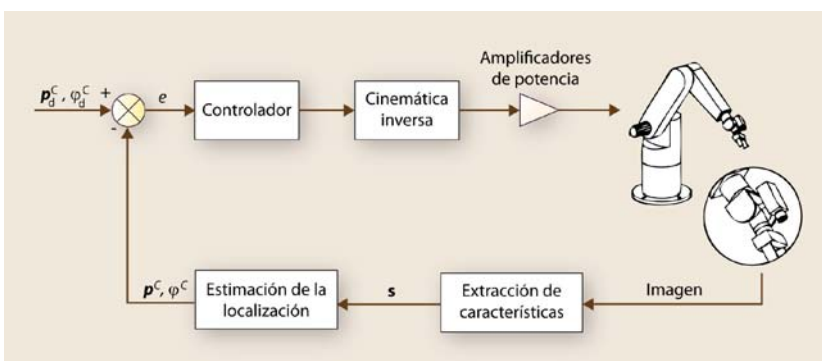 Amplificadores
de potencia
p_d^C, φ_d^C + e
-
Controlador
Cinemática
inversa
p^C, φ^C
Estimación de la
localización
s
Extracción de
características
Imagen